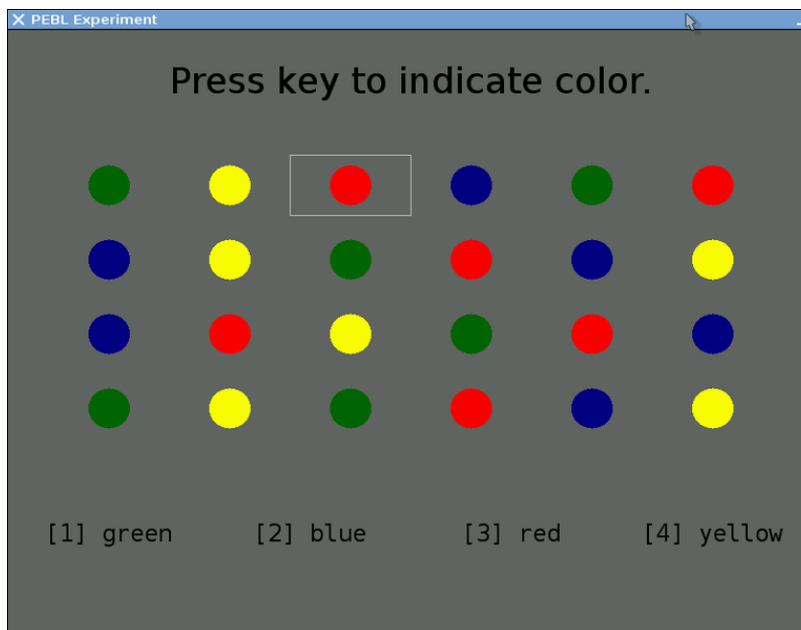 PEBL Experiment
Press key to indicate color.
[1] green [2] blue [3] red [4] yellow